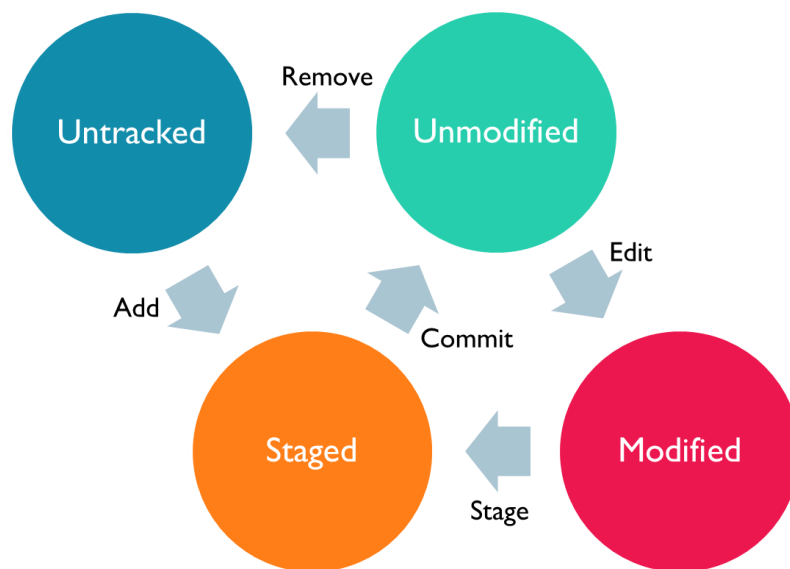 Remove
Untracked
Unmodified
Edit
Add
Commit
Staged
Modified
Stage